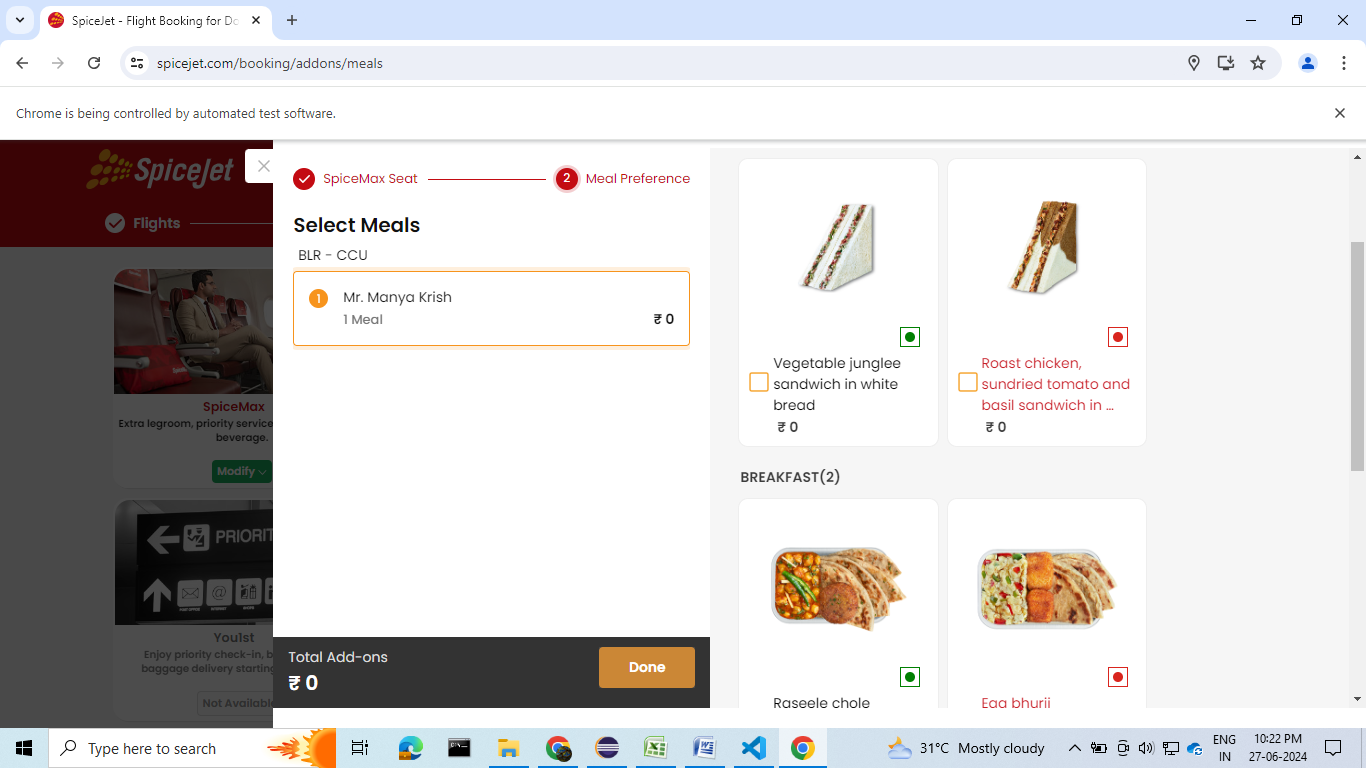 SpiceJet - Flight Booking for Do
spicejet.com/booking/addons/meals
Chrome is being controlled by automated test software.
SpiceJet
Flights
SpiceMax
Extra legroom, priority service
beverage.
Modify
PRIORIT
You1st
Enjoy priority check-in, b
baggage delivery starting
Not Available
SpiceMax Seat
2
Meal Preference
Select Meals
BLR - CCU
1
Mr. Manya Krish
1 Meal
₹ 0
Total Add-ons
₹ 0
Done
Vegetable junglee
sandwich in white
bread
₹ 0
Roast chicken,
sundried tomato and
basil sandwich in ...
₹ 0
BREAKFAST(2)
Raseele chole
Egg bhurji
Type here to search
31°C Mostly cloudy
ENG
IN
10:22 PM
27-06-2024